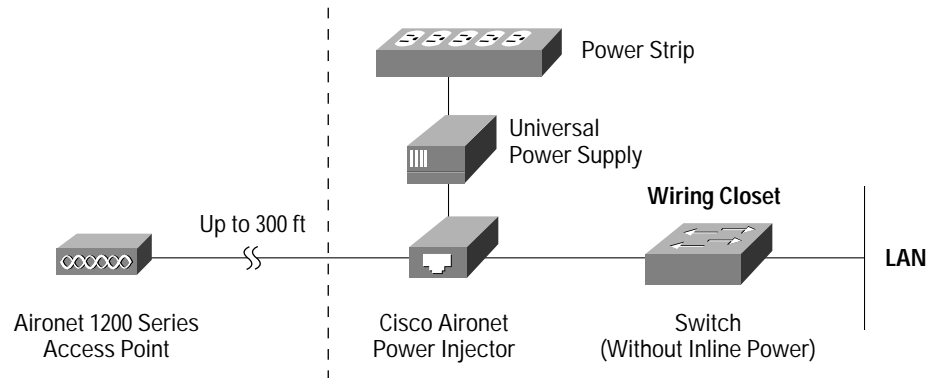 Power Strip
Universal
Power Supply
Wiring Closet
Up to 300 ft
LAN
Aironet 1200 Series
Access Point
Cisco Aironet
Power Injector
Switch
(Without Inline Power)